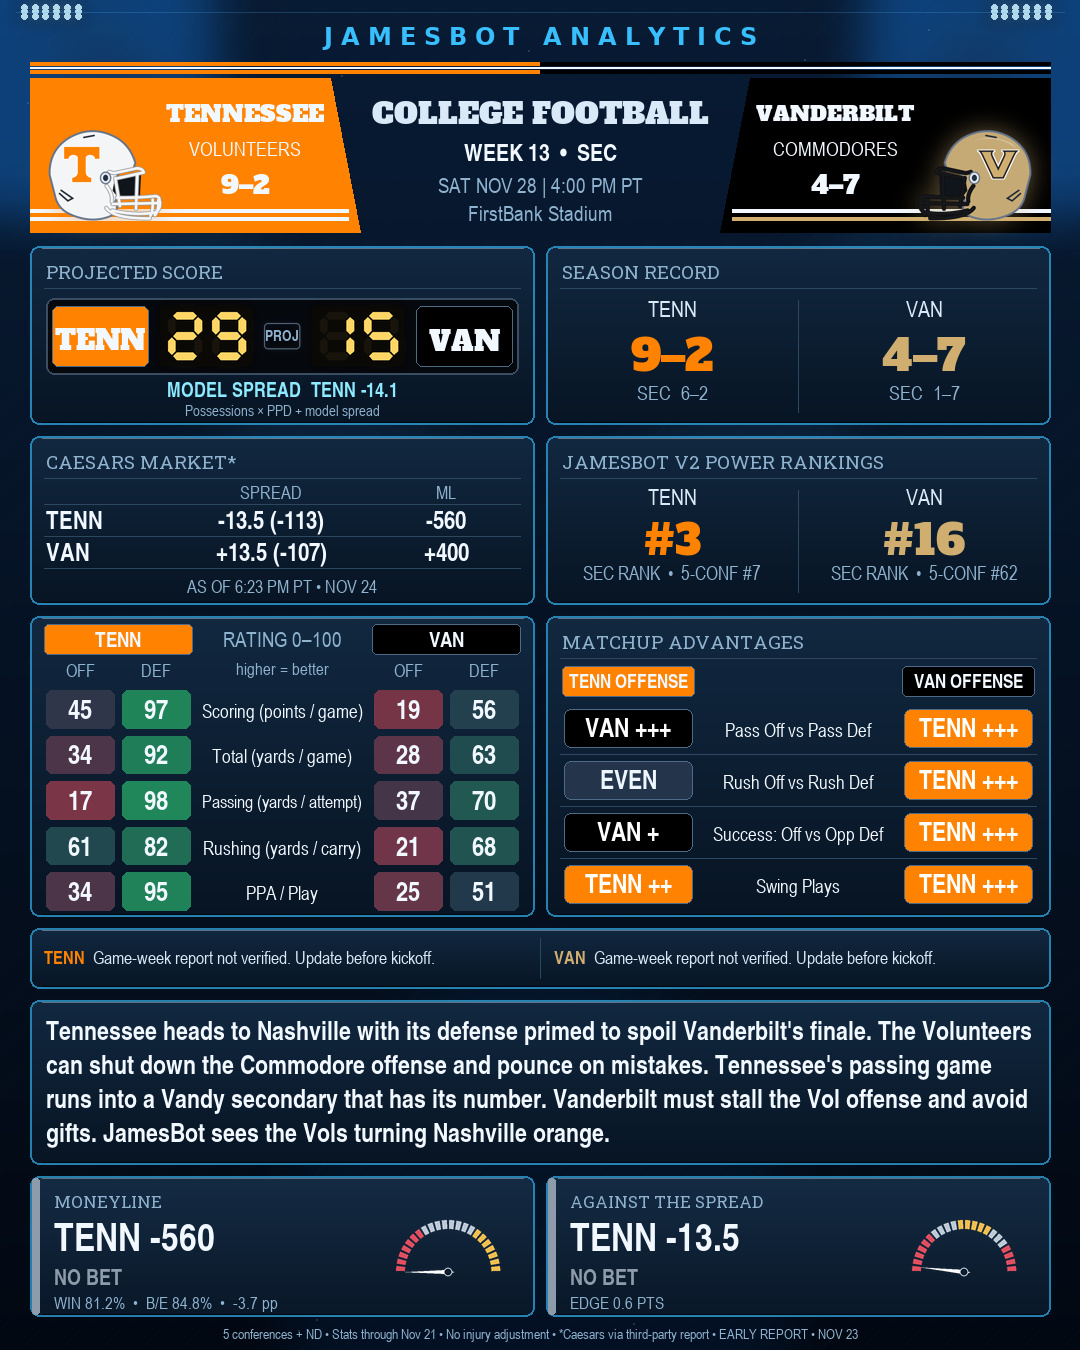 JAMESBOT ANALYTICS
TENNESSEE
VOLUNTEERS
9–2
T
COLLEGE FOOTBALL
WEEK 13 • SEC
SAT NOV 28 | 4:00 PM PT
FirstBank Stadium
VANDERBILT
COMMODORES
4–7
V
PROJECTED SCORE
TENN 29 PROJ 15 VAN
MODEL SPREAD TENN -14.1
Possessions × PPD + model spread
SEASON RECORD
TENN VAN
9–2 4–7
SEC 6–2 SEC 1–7
CAESARS MARKET*
SPREAD ML
TENN -13.5 (-113) -560
VAN +13.5 (-107) +400
AS OF 6:23 PM PT • NOV 24
JAMESBOT V2 POWER RANKINGS
TENN VAN
#3 #16
SEC RANK • 5-CONF #7 SEC RANK • 5-CONF #62
TENN RATING 0–100 VAN
OFF DEF higher = better OFF DEF
45 97 Scoring (points / game) 19 56
34 92 Total (yards / game) 28 63
17 98 Passing (yards / attempt) 37 70
61 82 Rushing (yards / carry) 21 68
34 95 PPA / Play 25 51
MATCHUP ADVANTAGES
TENN OFFENSE VAN OFFENSE
VAN +++ Pass Off vs Pass Def TENN +++
EVEN Rush Off vs Rush Def TENN +++
VAN + Success: Off vs Opp Def TENN +++
TENN ++ Swing Plays TENN +++
TENN Game-week report not verified. Update before kickoff.
VAN Game-week report not verified. Update before kickoff.
Tennessee heads to Nashville with its defense primed to spoil Vanderbilt's finale. The Volunteers
can shut down the Commodore offense and pounce on mistakes. Tennessee's passing game
runs into a Vandy secondary that has its number. Vanderbilt must stall the Vol offense and avoid
gifts. JamesBot sees the Vols turning Nashville orange.
MONEYLINE
TENN -560
NO BET
WIN 81.2% • B/E 84.8% • -3.7 pp
AGAINST THE SPREAD
TENN -13.5
NO BET
EDGE 0.6 PTS
5 conferences + ND • Stats through Nov 21 • No injury adjustment • *Caesars via third-party report • EARLY REPORT • NOV 23